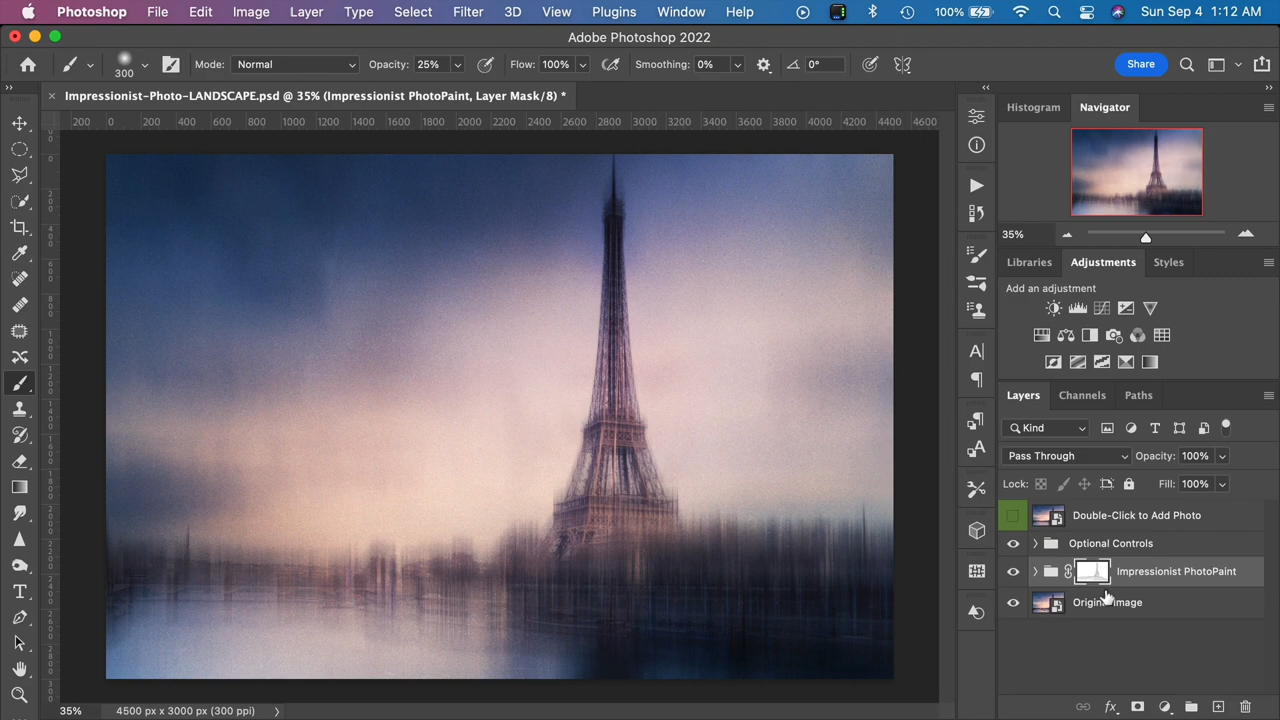 Photoshop File Edit Image Layer Type Select Filter 3D View Plugins Window Help 100% Sun Sep 4 1:12 AM
Adobe Photoshop 2022
300 Mode: Normal Opacity: 25% Flow: 100% Smoothing: 0% 0° Share
Impressionist-Photo-LANDSCAPE.psd @ 35% (Impressionist PhotoPaint, Layer Mask/8) *
Histogram Navigator
200 0 200 400 600 800 1000 1200 1400 1600 1800 2000 2200 2400 2600 2800 3000 3200 3400 3600 3800 4000 4200 4400 4600
35%
Libraries Adjustments Styles
Add an adjustment
Layers Channels Paths
Kind
Pass Through Opacity: 100%
Lock: Fill: 100%
Double-Click to Add Photo
Optional Controls
Impressionist PhotoPaint
Original Image
35% 4500 px x 3000 px (300 ppi)